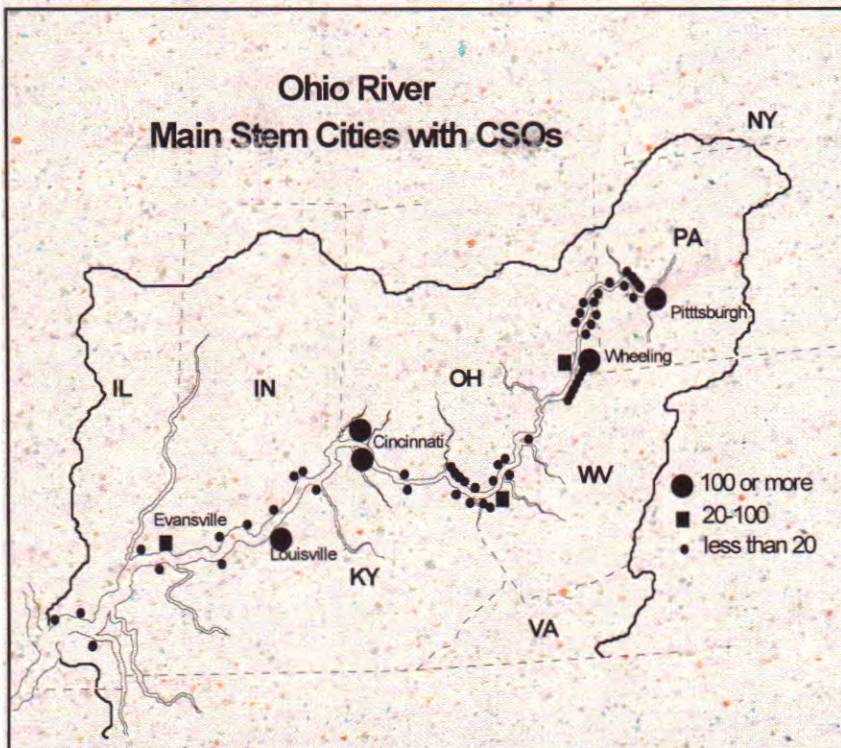 Ohio River
Main Stem Cities with CSOs
NY
PA
Pitttsburgh
Wheeling
OH
IL
IN
Cincinnati
WV
100 or more
20-100
less than 20
Evansville
Louisville
KY
VA